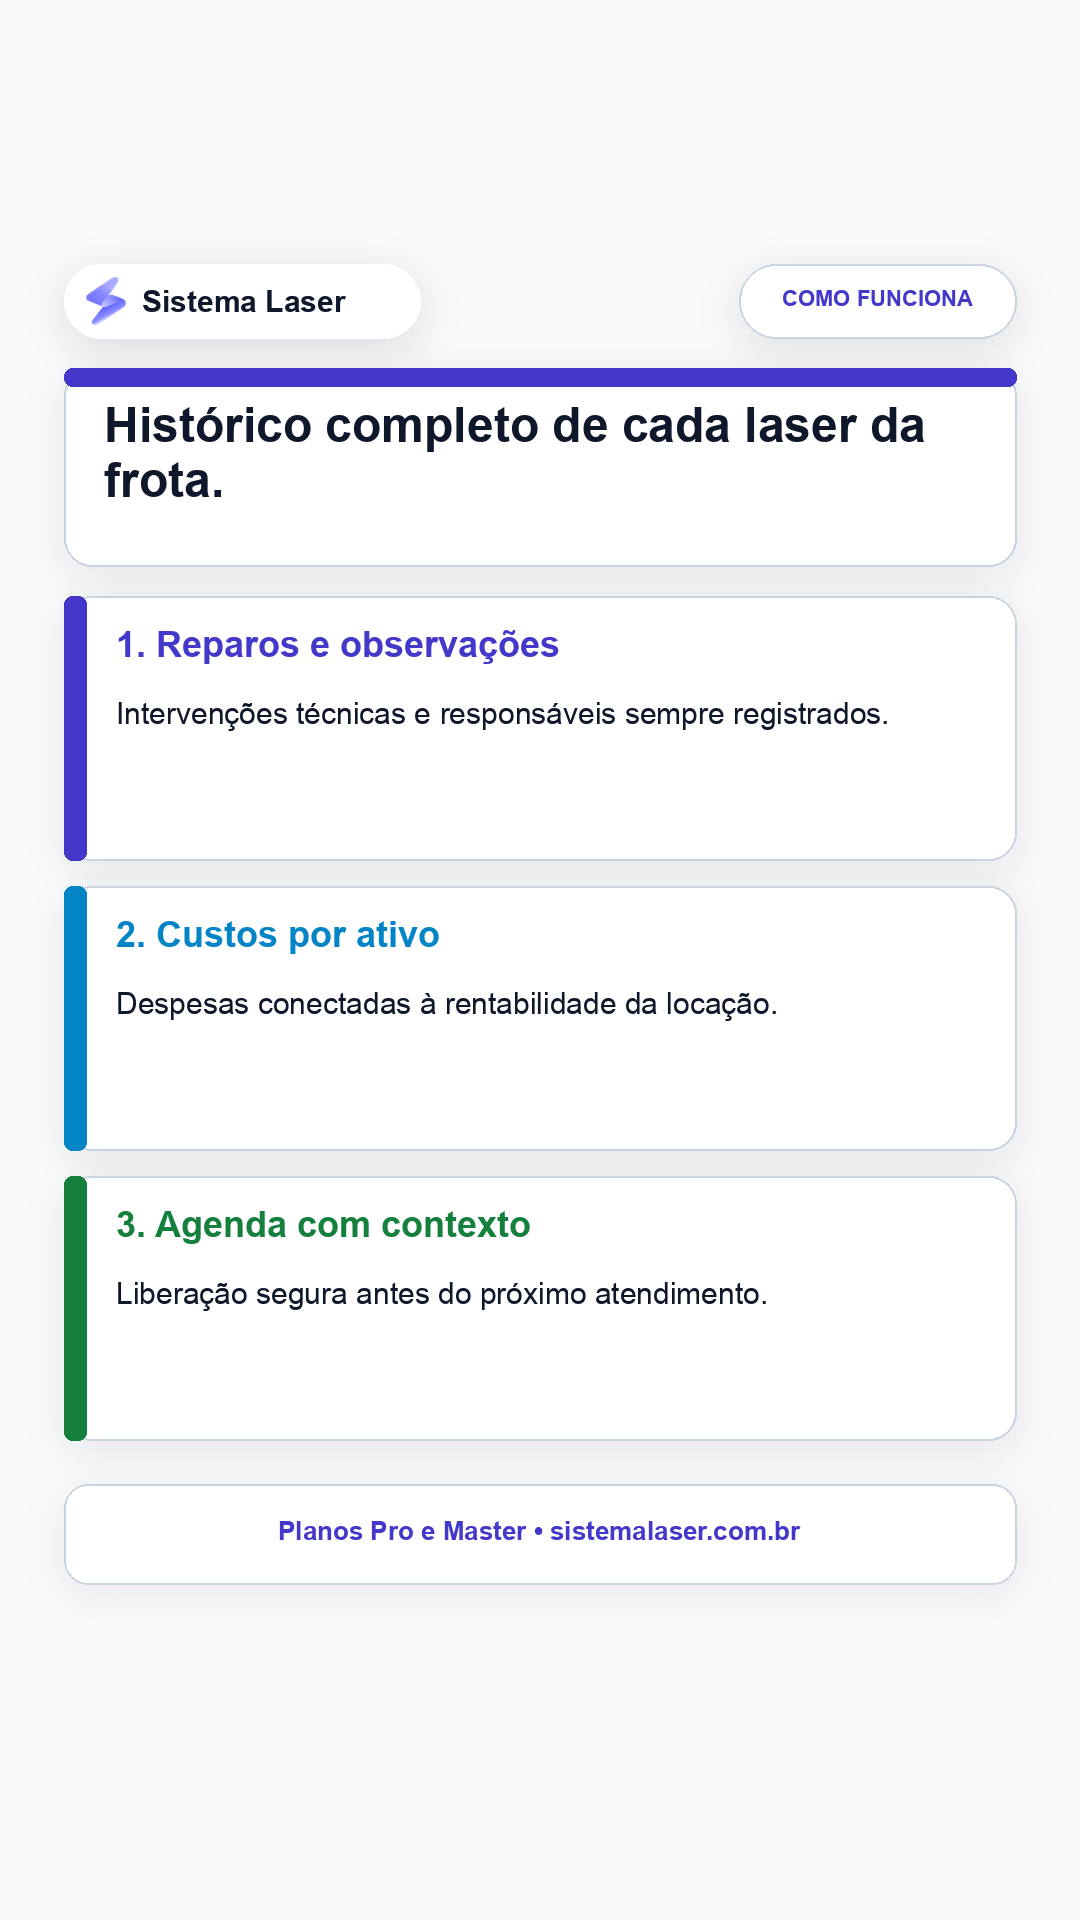 Sistema Laser
COMO FUNCIONA
Histórico completo de cada laser da
frota.
1. Reparos e observações
Intervenções técnicas e responsáveis sempre registrados.
2. Custos por ativo
Despesas conectadas à rentabilidade da locação.
3. Agenda com contexto
Liberação segura antes do próximo atendimento.
Planos Pro e Master • sistemalaser.com.br